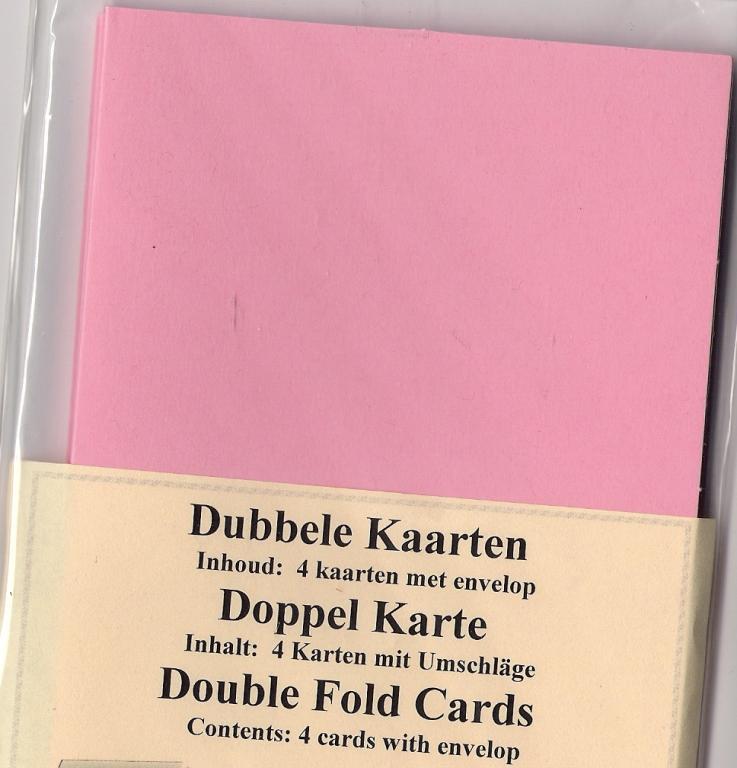 Dubbele Kaarten
Inhoud: 4 kaarten met envelop
Doppel Karte
Inhalt: 4 Karten mit Umschläge
Double Fold Cards
Contents: 4 cards with envelop